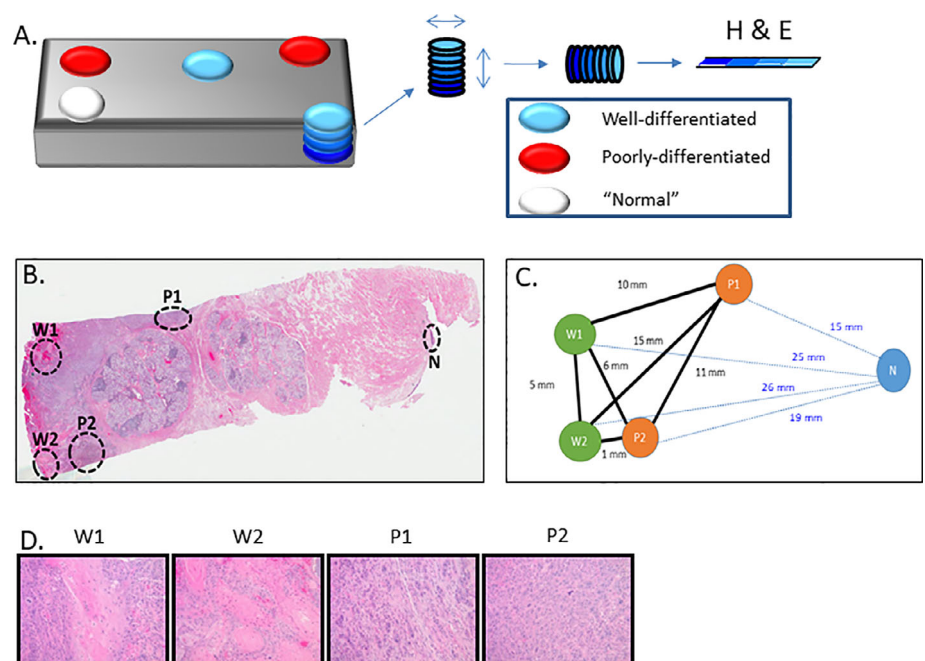 A.
H & E
Well-differentiated
Poorly-differentiated
“Normal”
B.
P1
W1
N
W2
P2
C.
P1
10 mm
W1
15 mm
15 mm
25 mm
N
6 mm
11 mm
5 mm
26 mm
19 mm
W2
P2
1 mm
D.
W1
W2
P1
P2